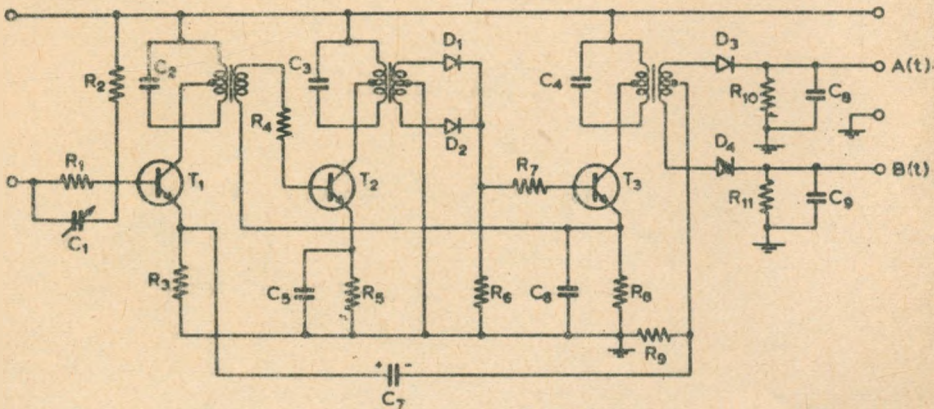 D₁
D₃
C₂
C₃
C₄
A(t)
R₂
R₁₀
C₈
R₄
D₂
D₄
R₁
R₇
T₁
T₂
T₃
B(t)
R₁₁
C₉
C₁
R₃
C₅
R₅
R₆
C₆
R₈
R₉
+ -
C₇